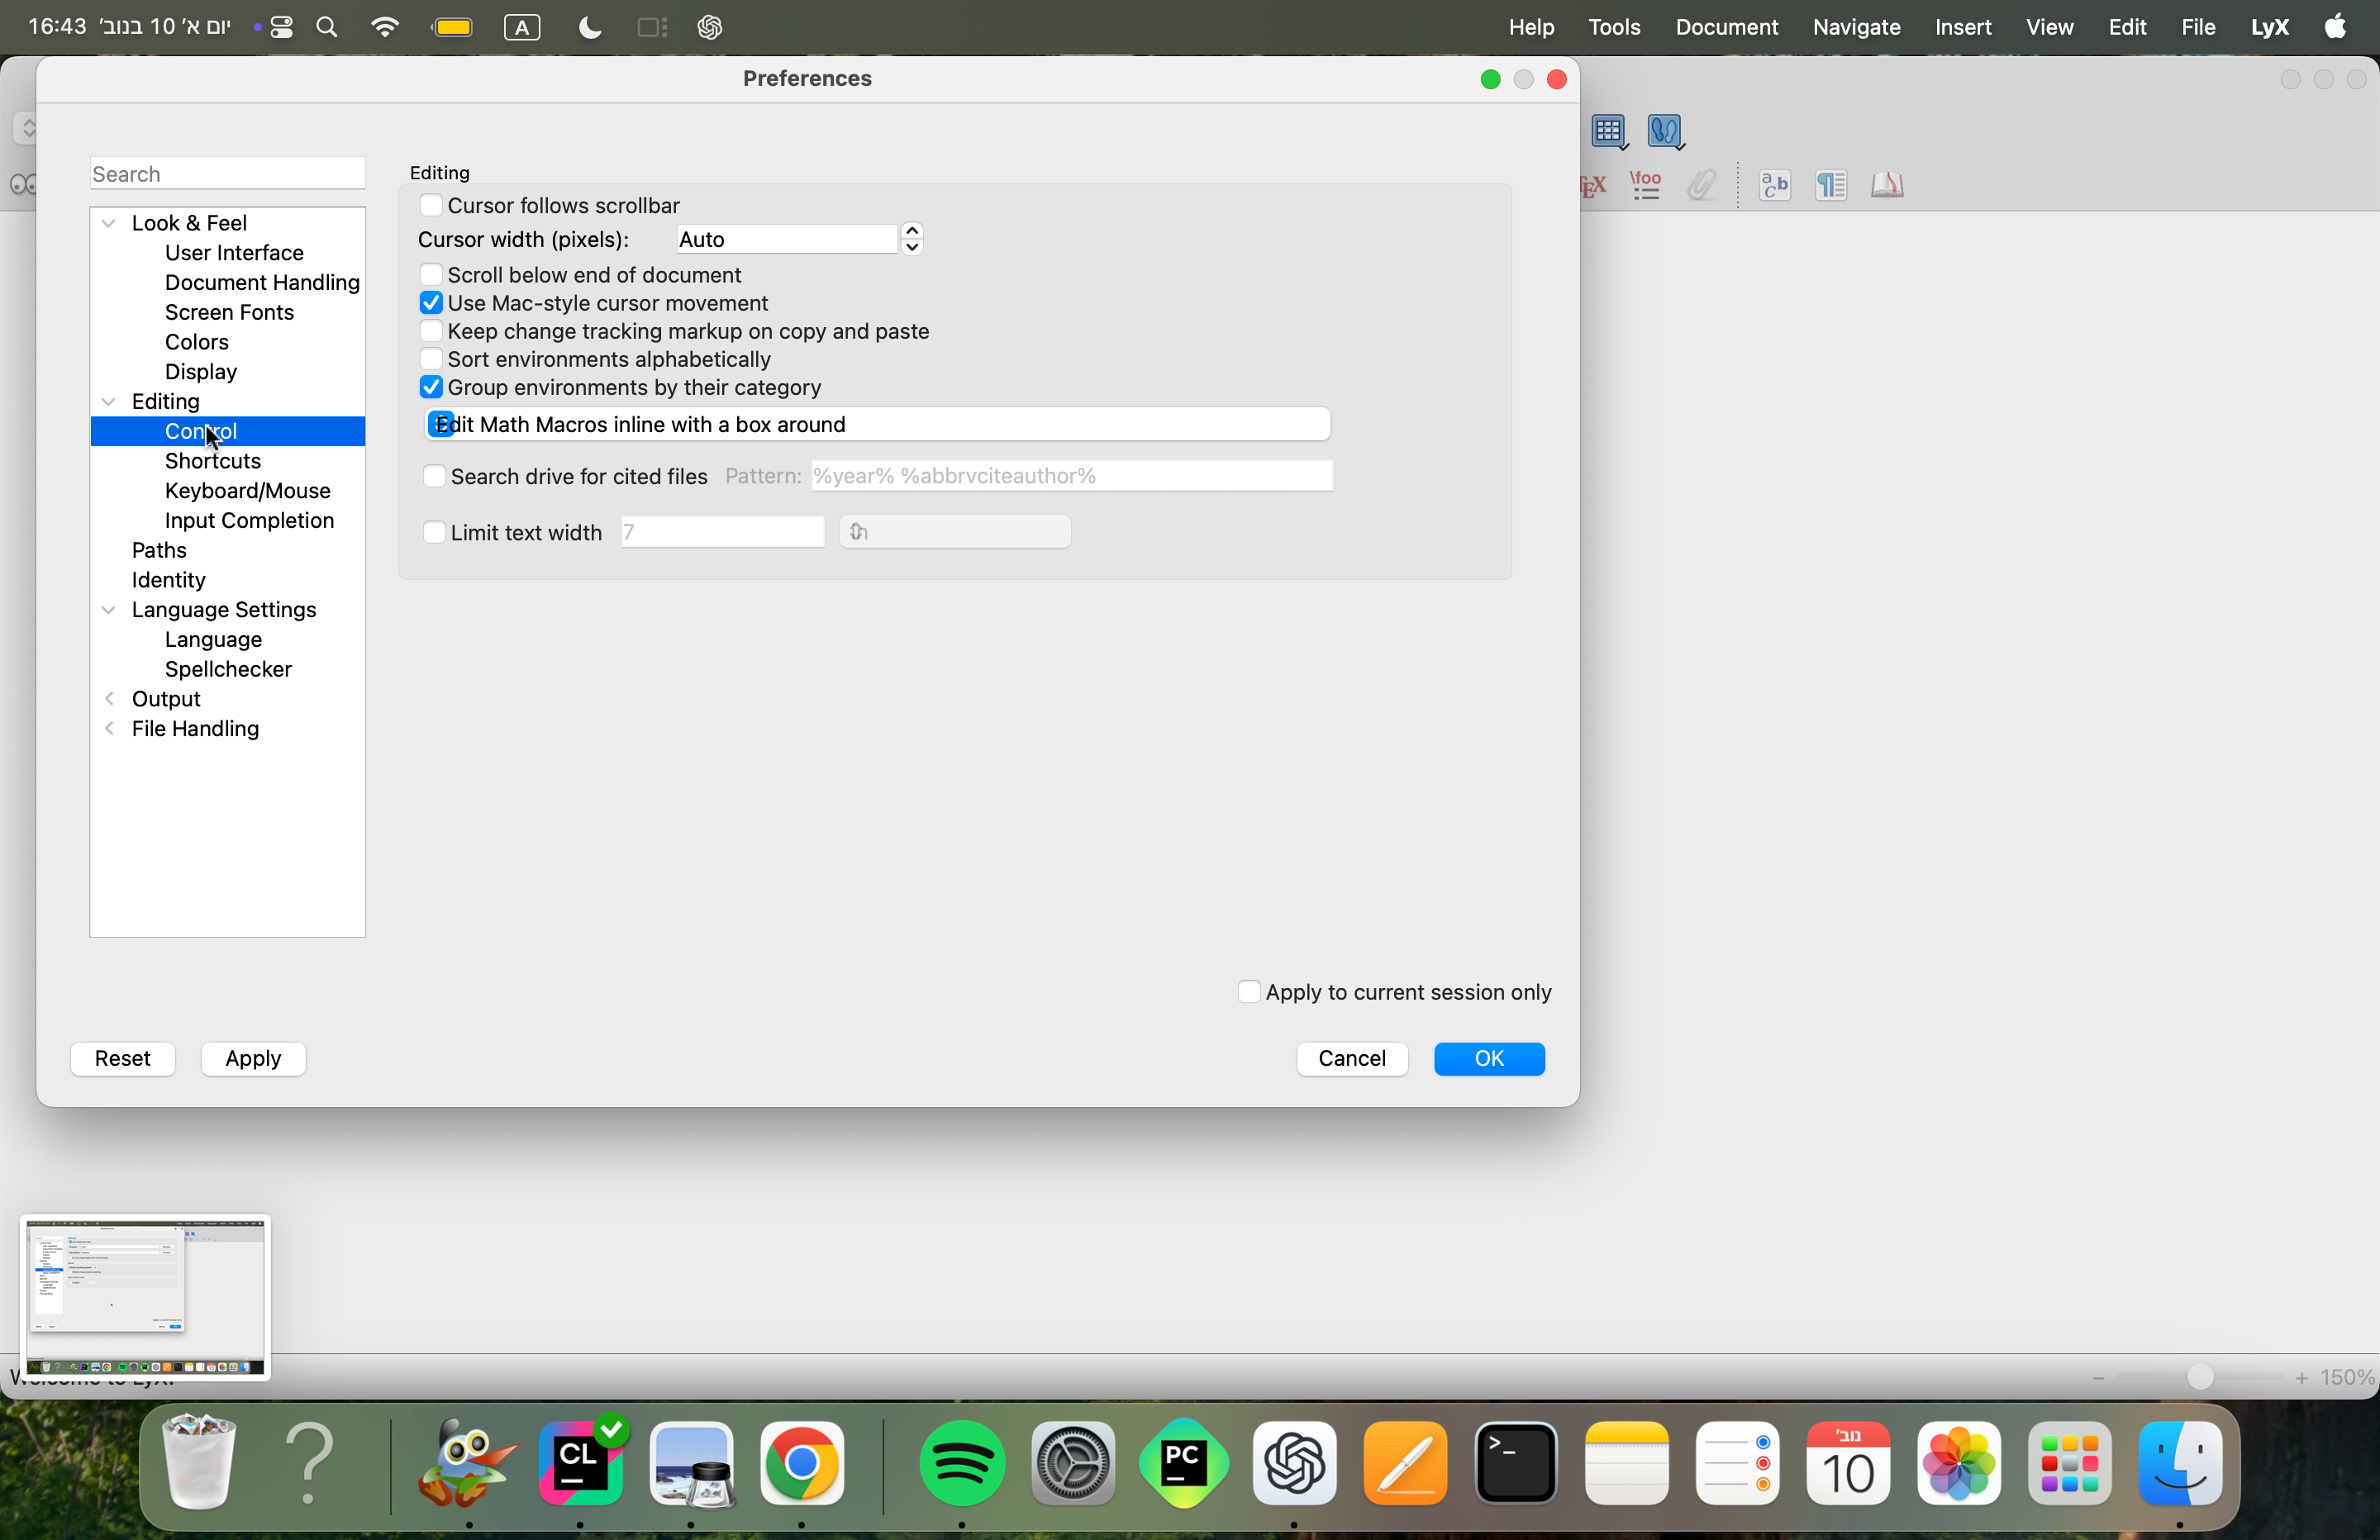 16:43 יום א׳ 10 בנוב׳
A
Help Tools Document Navigate Insert View Edit File LyX
Preferences
Search
Look & Feel
User Interface
Document Handling
Screen Fonts
Colors
Display
Editing
Control
Shortcuts
Keyboard/Mouse
Input Completion
Paths
Identity
Language Settings
Language
Spellchecker
Output
File Handling
Editing
Cursor follows scrollbar
Cursor width (pixels): Auto
Scroll below end of document
Use Mac-style cursor movement
Keep change tracking markup on copy and paste
Sort environments alphabetically
Group environments by their category
Edit Math Macros inline with a box around
Search drive for cited files Pattern: %year% %abbrvciteauthor%
Limit text width 7
Apply to current session only
Reset Apply Cancel OK
\foo
a b c
150%
CL
PC
>_
נוב׳
10